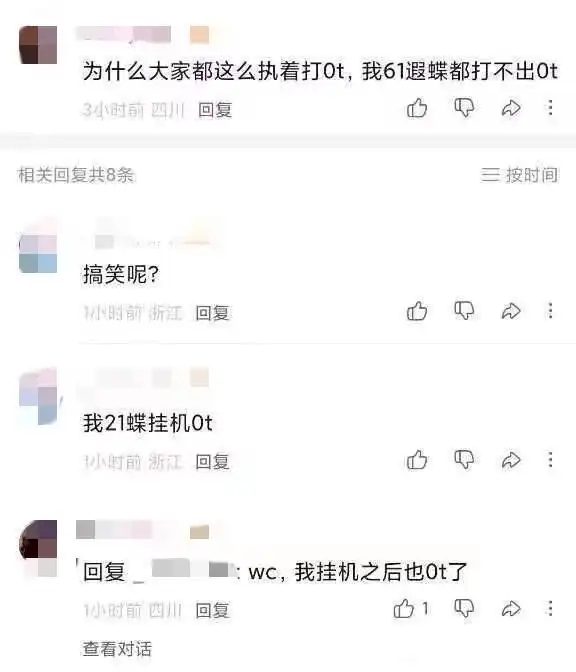 为什么大家都这么执着打0t，我61遐蝶都打不出0t
3小时前 四川 回复
相关回复共8条 按时间
搞笑呢？
1小时前 浙江 回复
我21蝶挂机0t
1小时前 浙江 回复
回复 _ : wc，我挂机之后也0t了
1小时前 四川 回复 1
查看对话